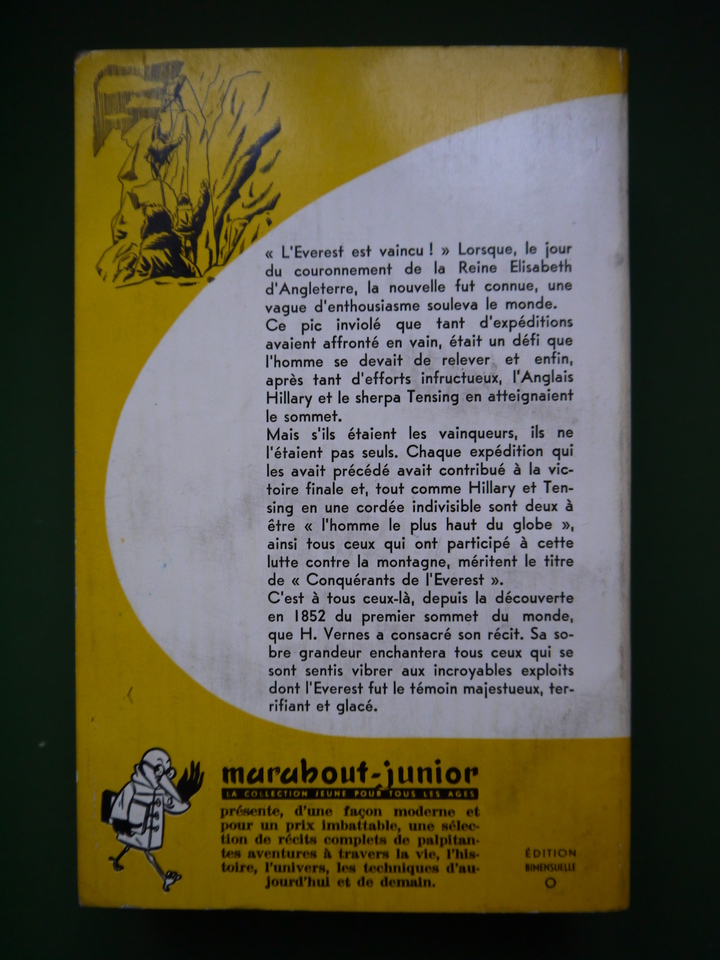 « L'Everest est vaincu ! » Lorsque, le jour
du couronnement de la Reine Elisabeth
d'Angleterre, la nouvelle fut connue, une
vague d'enthousiasme souleva le monde.
Ce pic inviolé que tant d'expéditions
avaient affronté en vain, était un défi que
l'homme se devait de relever et enfin,
après tant d'efforts infructueux, l'Anglais
Hillary et le sherpa Tensing en atteignaient
le sommet.
Mais s'ils étaient les vainqueurs, ils ne
l'étaient pas seuls. Chaque expédition qui
les avait précédé avait contribué à la vic-
toire finale et, tout comme Hillary et Ten-
sing en une cordée indivisible sont deux à
être « l'homme le plus haut du globe »,
ainsi tous ceux qui ont participé à cette
lutte contre la montagne, méritent le titre
de « Conquérants de l'Everest ».
C'est à tous ceux-là, depuis la découverte
en 1852 du premier sommet du monde,
que H. Vernes a consacré son récit. Sa so-
bre grandeur enchantera tous ceux qui se
sont sentis vibrer aux incroyables exploits
dont l'Everest fut le témoin majestueux, ter-
rifiant et glacé.
marabout-junior
LA COLLECTION JEUNE POUR TOUS LES AGES
présente, d'une façon moderne et
pour un prix imbattable, une sélec-
tion de récits complets de palpitan-
tes aventures à travers la vie, l'his-
toire, l'univers, les techniques d'au-
jourd'hui et de demain.
ÉDITION
BIMENSUELLE